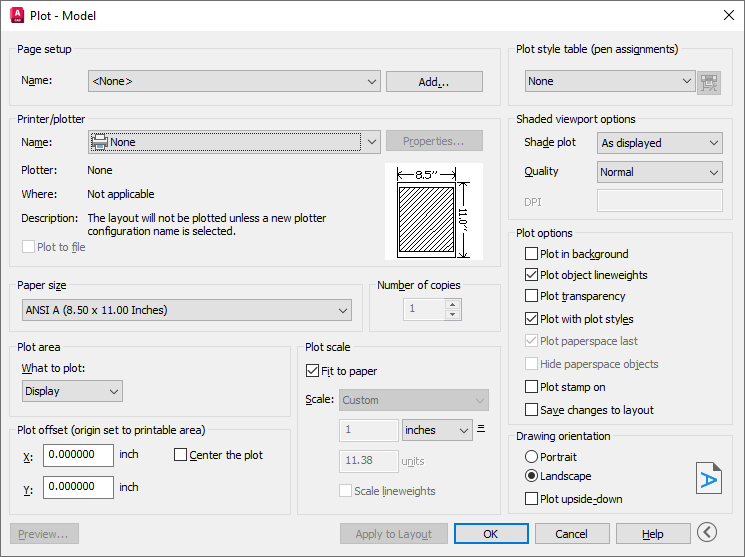 A
CAD
Plot - Model
Page setup
Name:
<None>
Add...
Plot style table (pen assignments)
None
Printer/plotter
Name:
None
Properties...
Plotter:
None
Where:
Not applicable
Description:
The layout will not be plotted unless a new plotter
configuration name is selected.
Plot to file
8.5''
11.0''
Shaded viewport options
Shade plot
As displayed
Quality
Normal
DPI
Paper size
ANSI A (8.50 x 11.00 Inches)
Number of copies
1
Plot options
Plot in background
Plot object lineweights
Plot transparency
Plot with plot styles
Plot paperspace last
Hide paperspace objects
Plot stamp on
Save changes to layout
Plot area
What to plot:
Display
Plot scale
Fit to paper
Scale:
Custom
1
inches
=
11.38
units
Scale lineweights
Plot offset (origin set to printable area)
X:
0.000000
inch
Center the plot
Y:
0.000000
inch
Drawing orientation
Portrait
Landscape
Plot upside-down
A
Preview...
Apply to Layout
OK
Cancel
Help